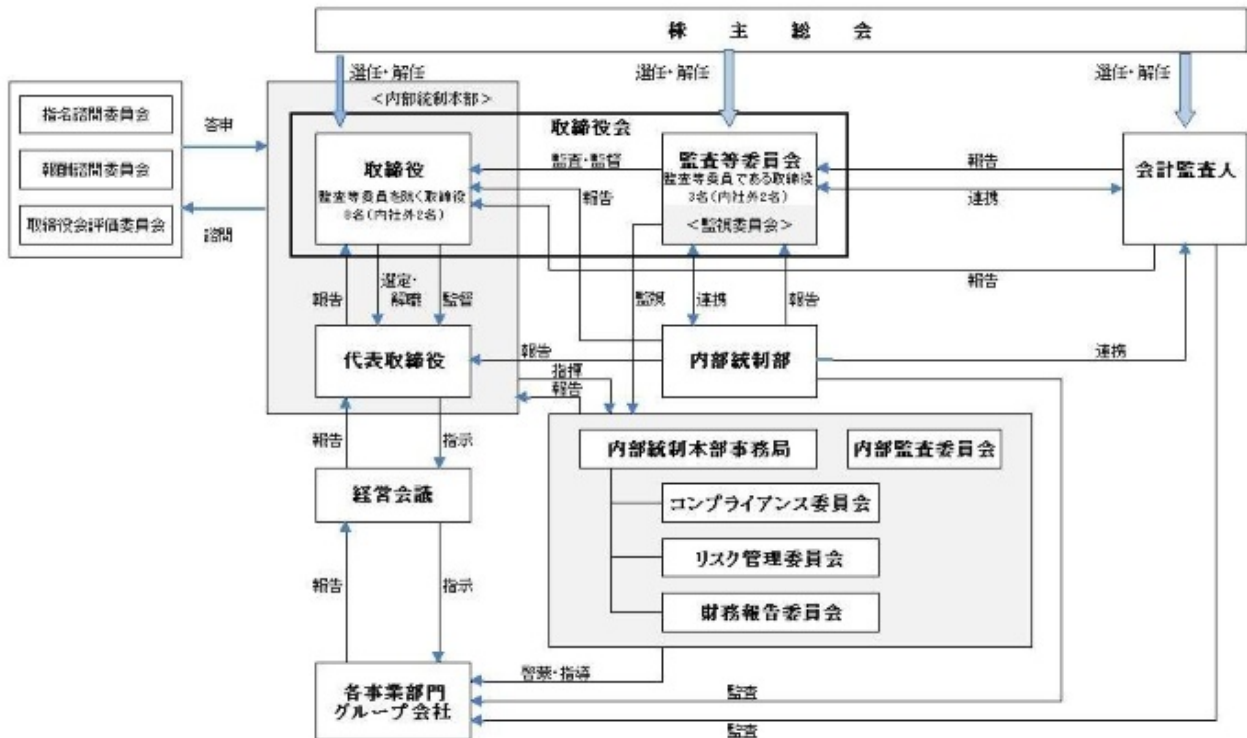 株主総会
選任・解任
選任・解任
選任・解任
<内部統制本部>
指名諮問委員会
報酬諮問委員会
取締役会評価委員会
答申
諮問
取締役会
取締役
監査等委員を除く取締役
8名(内社外2名)
監査・監督
報告
監査等委員会
監査等委員である取締役
3名(内社外2名)
<監視委員会>
報告
連携
会計監査人
報告
報告
選定・
解職
監督
監視
連携
報告
代表取締役
報告
内部統制部
連携
指揮
報告
報告
指示
経営会議
内部統制本部事務局
内部監査委員会
コンプライアンス委員会
リスク管理委員会
財務報告委員会
報告
指示
各事業部門
グループ会社
啓蒙・指導
監査
監査